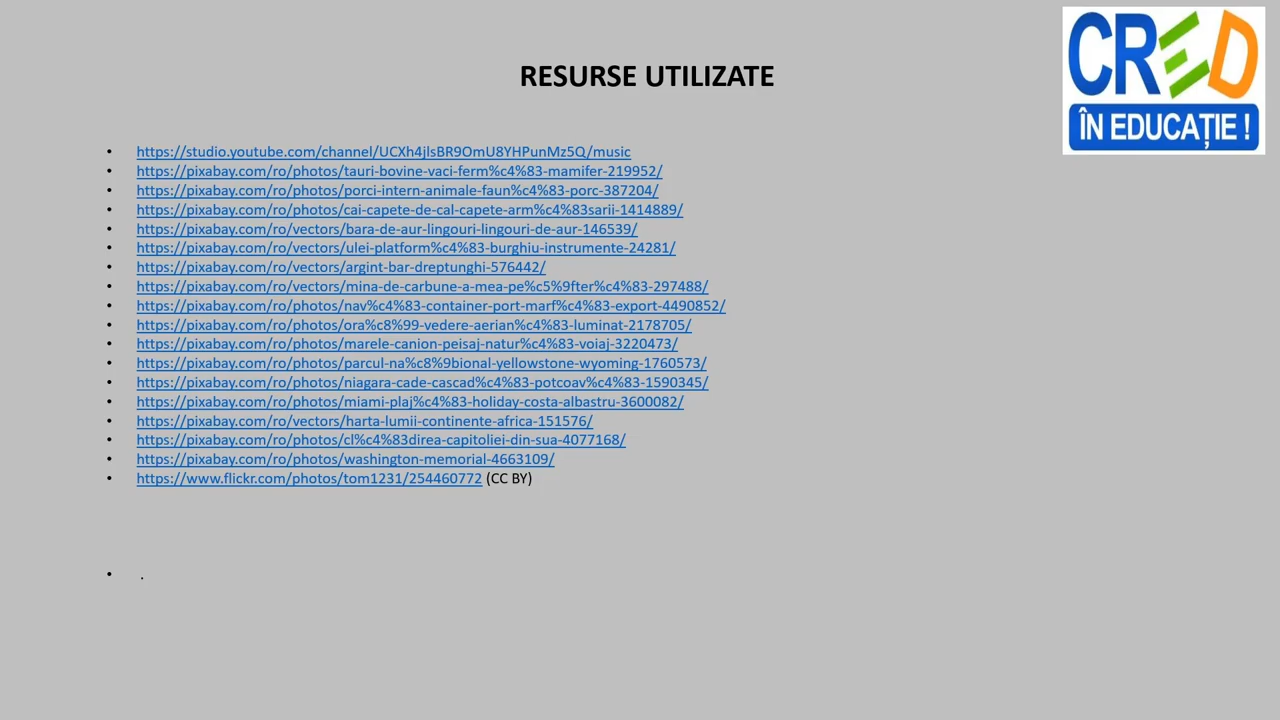 CRED
ÎN EDUCAȚIE !
RESURSE UTILIZATE
• https://studio.youtube.com/channel/UCXh4jlsBR9OmU8YHPunMz5Q/music
• https://pixabay.com/ro/photos/tauri-bovine-vaci-ferm%c4%83-mamifer-219952/
• https://pixabay.com/ro/photos/porci-intern-animale-faun%c4%83-porc-387204/
• https://pixabay.com/ro/photos/cai-capete-de-cal-capete-arm%c4%83sarii-1414889/
• https://pixabay.com/ro/vectors/bara-de-aur-lingouri-lingouri-de-aur-146539/
• https://pixabay.com/ro/vectors/ulei-platform%c4%83-burghiu-instrumente-24281/
• https://pixabay.com/ro/vectors/argint-bar-dreptunghi-576442/
• https://pixabay.com/ro/vectors/mina-de-carbune-a-mea-pe%c5%9fter%c4%83-297488/
• https://pixabay.com/ro/photos/nav%c4%83-container-port-marf%c4%83-export-4490852/
• https://pixabay.com/ro/photos/ora%c8%99-vedere-aerian%c4%83-luminat-2178705/
• https://pixabay.com/ro/photos/marele-canion-peisaj-natur%c4%83-voiaj-3220473/
• https://pixabay.com/ro/photos/parcul-na%c8%9bional-yellowstone-wyoming-1760573/
• https://pixabay.com/ro/photos/niagara-cade-cascad%c4%83-potcoav%c4%83-1590345/
• https://pixabay.com/ro/photos/miami-plaj%c4%83-holiday-costa-albastru-3600082/
• https://pixabay.com/ro/vectors/harta-lumii-continente-africa-151576/
• https://pixabay.com/ro/photos/cl%c4%83direa-capitoliei-din-sua-4077168/
• https://pixabay.com/ro/photos/washington-memorial-4663109/
• https://www.flickr.com/photos/tom1231/254460772 (CC BY)
• .